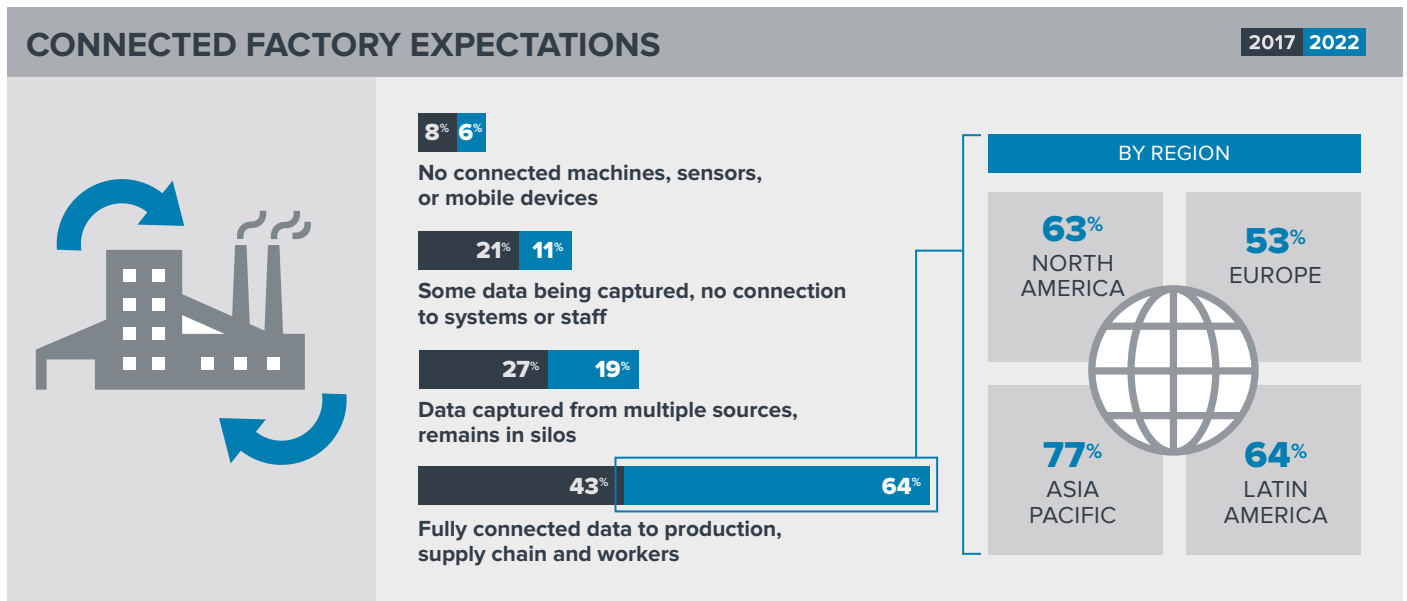 CONNECTED FACTORY EXPECTATIONS
2017 2022
8% 6%
No connected machines, sensors,
or mobile devices
21% 11%
Some data being captured, no connection
to systems or staff
27% 19%
Data captured from multiple sources,
remains in silos
43% 64%
Fully connected data to production,
supply chain and workers
BY REGION
63%
NORTH
AMERICA
53%
EUROPE
77%
ASIA
PACIFIC
64%
LATIN
AMERICA